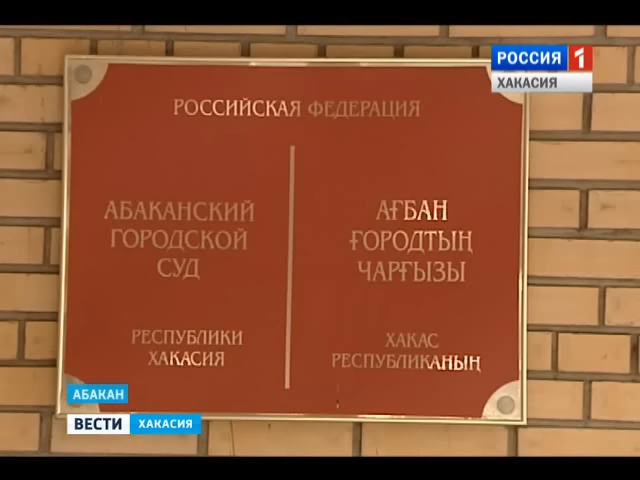 РОССИЯ 1
ХАКАСИЯ
РОССИЙСКАЯ ФЕДЕРАЦИЯ
АБАКАНСКИЙ
ГОРОДСКОЙ
СУД
РЕСПУБЛИКИ
ХАКАСИЯ
АҒБАН
ҒОРОДТЫҢ
ЧАРҒЫЗЫ
ХАКАС
РЕСПУБЛИКАНЫҢ
АБАКАН
ВЕСТИ ХАКАСИЯ